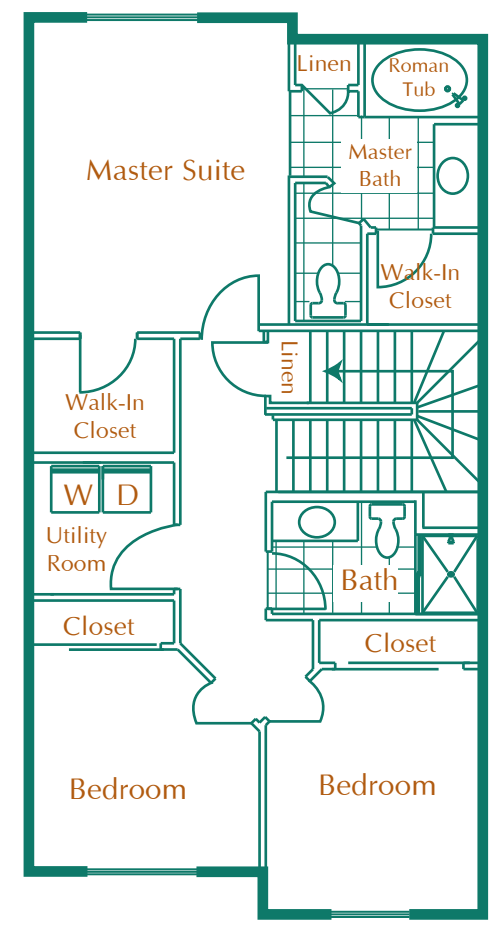 Linen
Roman
Tub
Master Suite
Master
Bath
Walk-In
Closet
Linen
Walk-In
Closet
W D
Utility
Room
Bath
Closet
Closet
Bedroom
Bedroom